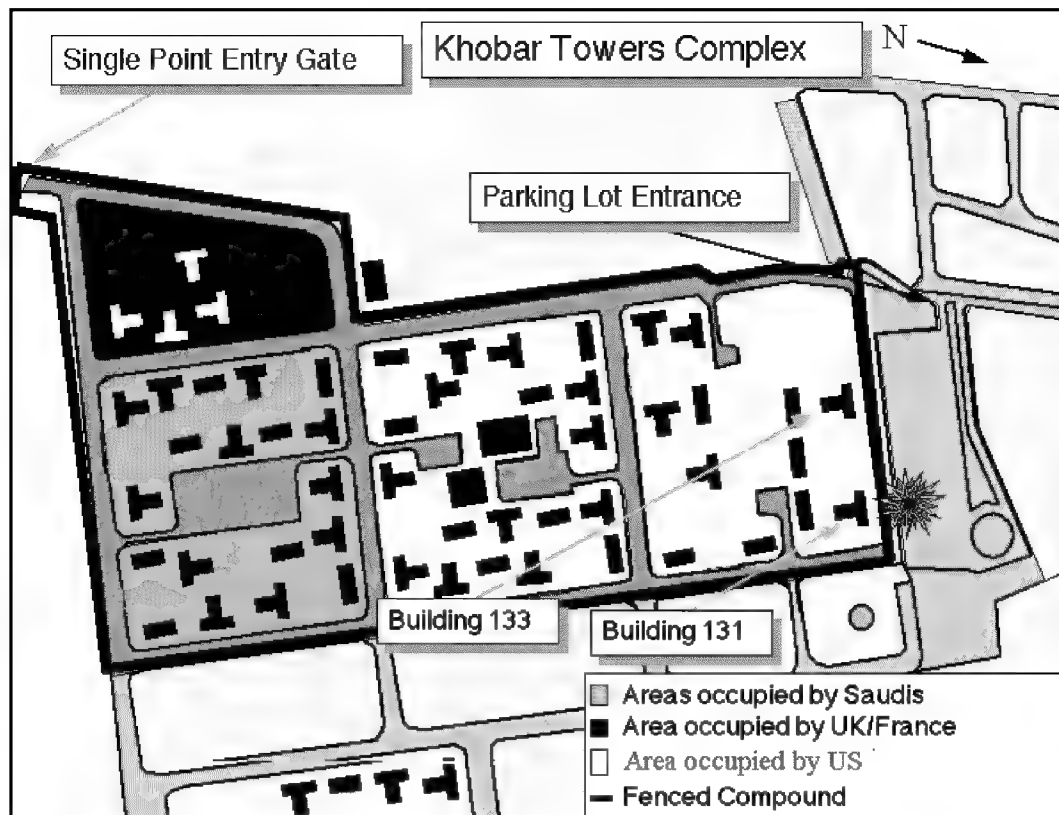 Single Point Entry Gate
Khobar Towers Complex
N
Parking Lot Entrance
Building 133
Building 131
Areas occupied by Saudis
Area occupied by UK/France
Area occupied by US
Fenced Compound